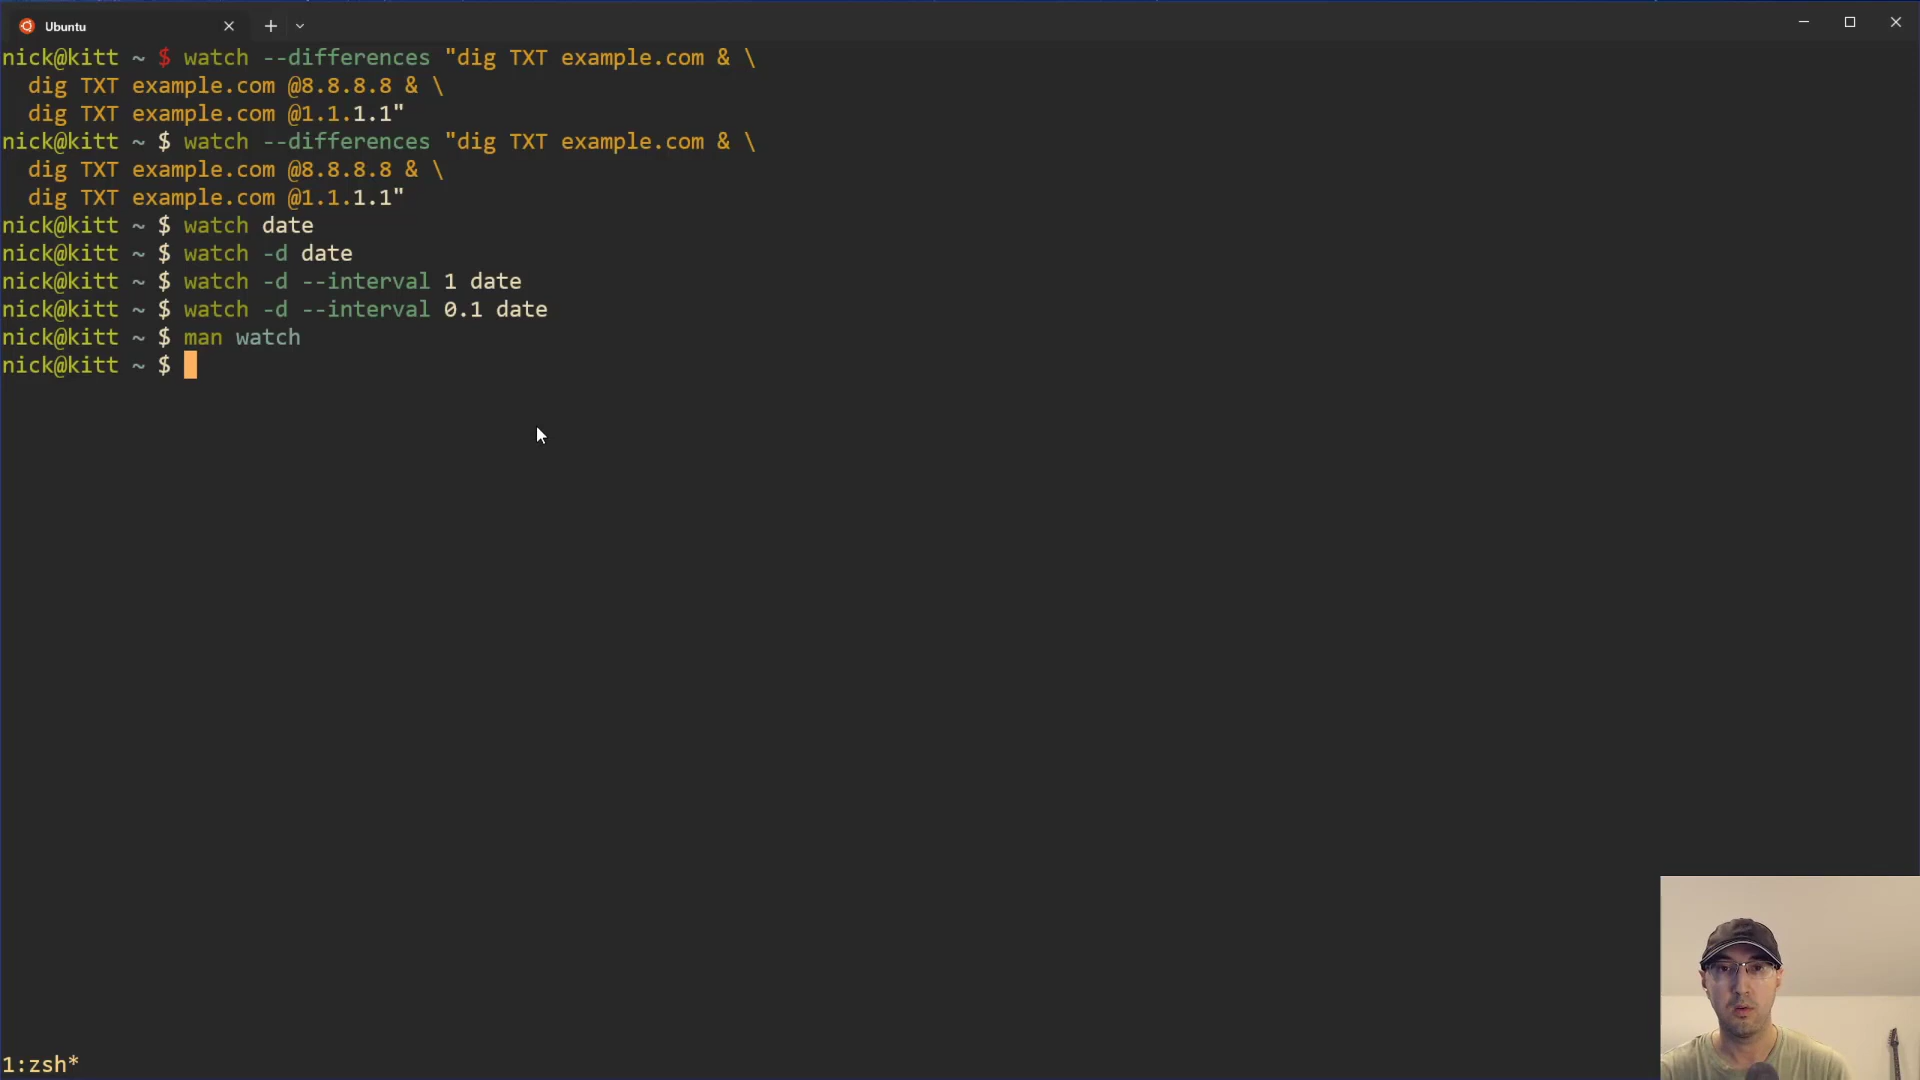 Ubuntu
nick@kitt ~ $ watch --differences "dig TXT example.com & \
dig TXT example.com @8.8.8.8 & \
dig TXT example.com @1.1.1.1"
nick@kitt ~ $ watch --differences "dig TXT example.com & \
dig TXT example.com @8.8.8.8 & \
dig TXT example.com @1.1.1.1"
nick@kitt ~ $ watch date
nick@kitt ~ $ watch -d date
nick@kitt ~ $ watch -d --interval 1 date
nick@kitt ~ $ watch -d --interval 0.1 date
nick@kitt ~ $ man watch
nick@kitt ~ $
1:zsh*